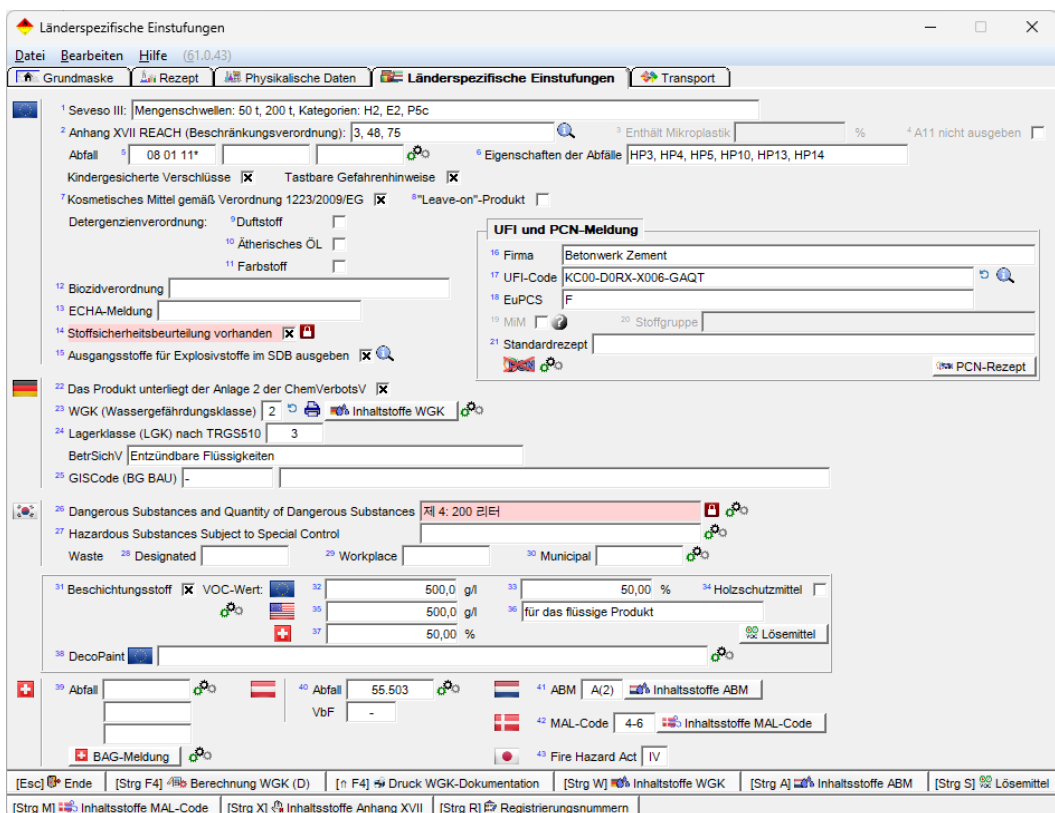 Länderspezifische Einstufungen
Datei Bearbeiten Hilfe (61.0.43)
Grundmaske Rezept Physikalische Daten Länderspezifische Einstufungen Transport
1 Seveso III: Mengenschwellen: 50 t, 200 t, Kategorien: H2, E2, P5c
2 Anhang XVII REACH (Beschränkungsverordnung): 3, 48, 75 3 Enthält Mikroplastik % 4 A11 nicht ausgeben
Abfall 5 08 01 11* 6 Eigenschaften der Abfälle HP3, HP4, HP5, HP10, HP13, HP14
Kindergesicherte Verschlüsse Tastbare Gefahrenhinweise
7 Kosmetisches Mittel gemäß Verordnung 1223/2009/EG 8 "Leave-on"-Produkt
Detergenzienverordnung: 9 Duftstoff
10 Ätherisches ÖL
11 Farbstoff
12 Biozidverordnung
13 ECHA-Meldung
14 Stoffsicherheitsbeurteilung vorhanden
15 Ausgangsstoffe für Explosivstoffe im SDB ausgeben
UFI und PCN-Meldung
16 Firma Betonwerk Zement
17 UFI-Code KC00-D0RX-X006-GAQT
18 EuPCS F
19 MiM ? 20 Stoffgruppe
21 Standardrezept
PCN PCN-Rezept
22 Das Produkt unterliegt der Anlage 2 der ChemVerbotsV
23 WGK (Wassergefährdungsklasse) 2 Inhaltstoffe WGK
24 Lagerklasse (LGK) nach TRGS510 3
BetrSichV Entzündbare Flüssigkeiten
25 GISCode (BG BAU) -
26 Dangerous Substances and Quantity of Dangerous Substances 제 4: 200 리터
27 Hazardous Substances Subject to Special Control
Waste 28 Designated 29 Workplace 30 Municipal
31 Beschichtungsstoff VOC-Wert: 32 500,0 g/l 33 50,00 % 34 Holzschutzmittel
35 500,0 g/l 36 für das flüssige Produkt
37 50,00 % Lösemittel
38 DecoPaint
39 Abfall 40 Abfall 55.503 41 ABM A(2) Inhaltsstoffe ABM
VbF - 42 MAL-Code 4-6 Inhaltsstoffe MAL-Code
BAG-Meldung 43 Fire Hazard Act IV
[Esc] Ende [Strg F4] Berechnung WGK (D) [⇑ F4] Druck WGK-Dokumentation [Strg W] Inhaltstoffe WGK [Strg A] Inhaltsstoffe ABM [Strg S] Lösemittel
[Strg M] Inhaltsstoffe MAL-Code [Strg X] Inhaltsstoffe Anhang XVII [Strg R] Registrierungsnummern